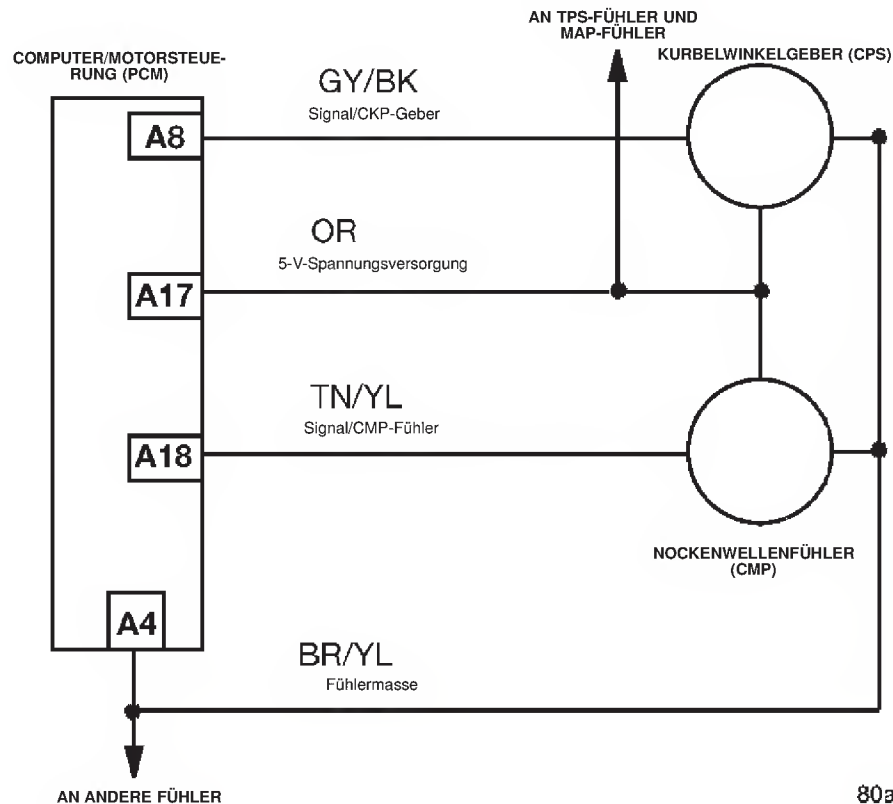 AN TPS-FÜHLER UND
MAP-FÜHLER
COMPUTER/MOTORSTEUE-
RUNG (PCM)
KURBELWINKELGEBER (CPS)
GY/BK
Signal/CKP-Geber
A8
OR
5-V-Spannungsversorgung
A17
TN/YL
Signal/CMP-Fühler
A18
NOCKENWELLENFÜHLER
(CMP)
A4
BR/YL
Fühlermasse
AN ANDERE FÜHLER